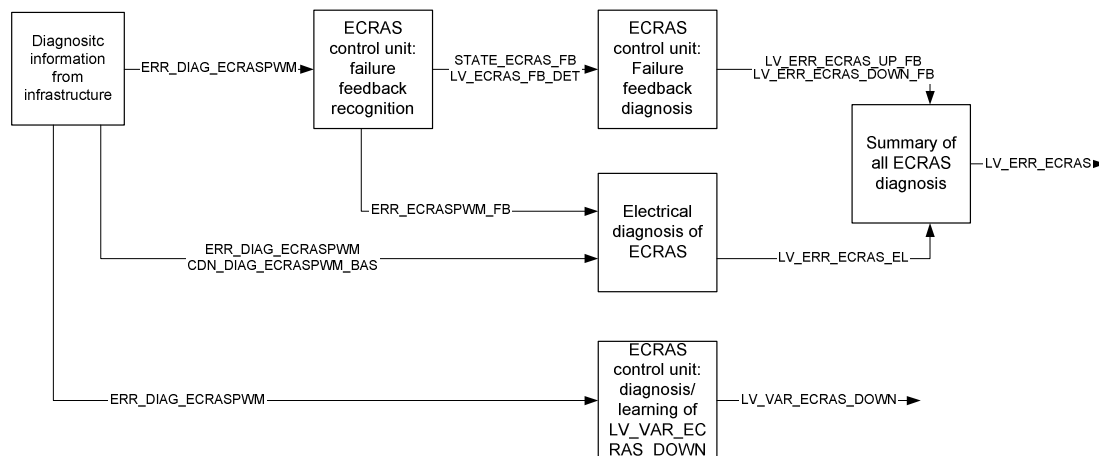 Diagnositc
information
from
infrastructure
ERR_DIAG_ECRASPWM
ECRAS
control unit:
failure
feedback
recognition
STATE_ECRAS_FB
LV_ECRAS_FB_DET
ECRAS
control unit:
Failure
feedback
diagnosis
LV_ERR_ECRAS_UP_FB
LV_ERR_ECRAS_DOWN_FB
Summary of
all ECRAS
diagnosis
LV_ERR_ECRAS
ERR_ECRASPWM_FB
ERR_DIAG_ECRASPWM
CDN_DIAG_ECRASPWM_BAS
Electrical
diagnosis of
ECRAS
LV_ERR_ECRAS_EL
ERR_DIAG_ECRASPWM
ECRAS
control unit:
diagnosis/
learning of
LV_VAR_EC
RAS_DOWN
LV_VAR_ECRAS_DOWN